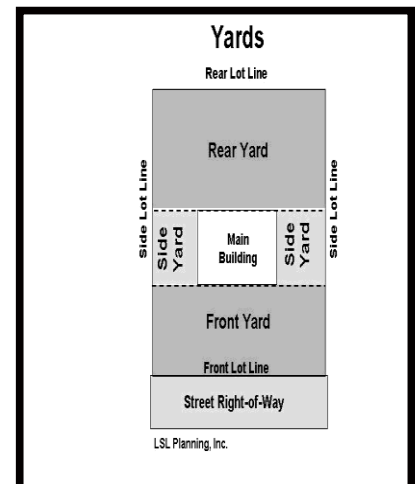 Yards
Rear Lot Line
Rear Yard
Side Lot Line
Side
Yard
Main
Building
Side
Yard
Side Lot Line
Front Yard
Front Lot Line
Street Right-of-Way
LSL Planning, Inc.